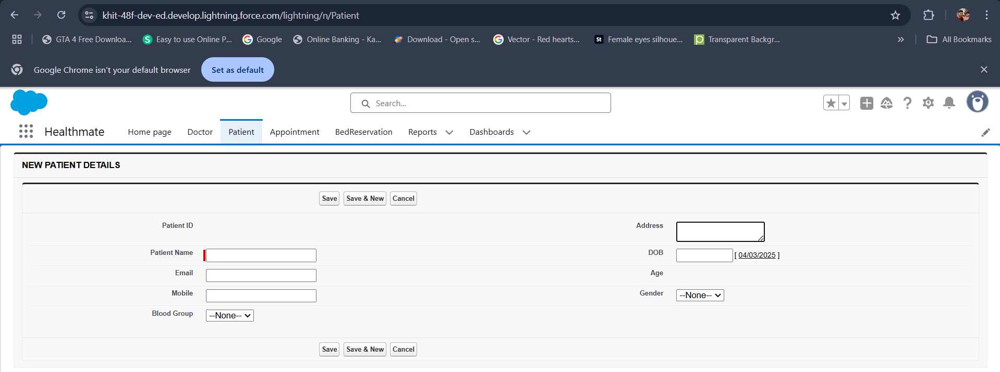 khit-48f-dev-ed.develop.lightning.force.com/lightning/n/Patient
GTA 4 Free Downloa... Easy to use Online P... Google Online Banking - Ka... Download - Open s... Vector - Red hearts... St Female eyes silhoue... Transparent Backgr... » All Bookmarks
Google Chrome isn't your default browser Set as default
Search...
Healthmate Home page Doctor Patient Appointment BedReservation Reports Dashboards
NEW PATIENT DETAILS
Save Save & New Cancel
Patient ID Address
Patient Name DOB [ 04/03/2025 ]
Email Age
Mobile Gender --None--
Blood Group --None--
Save Save & New Cancel